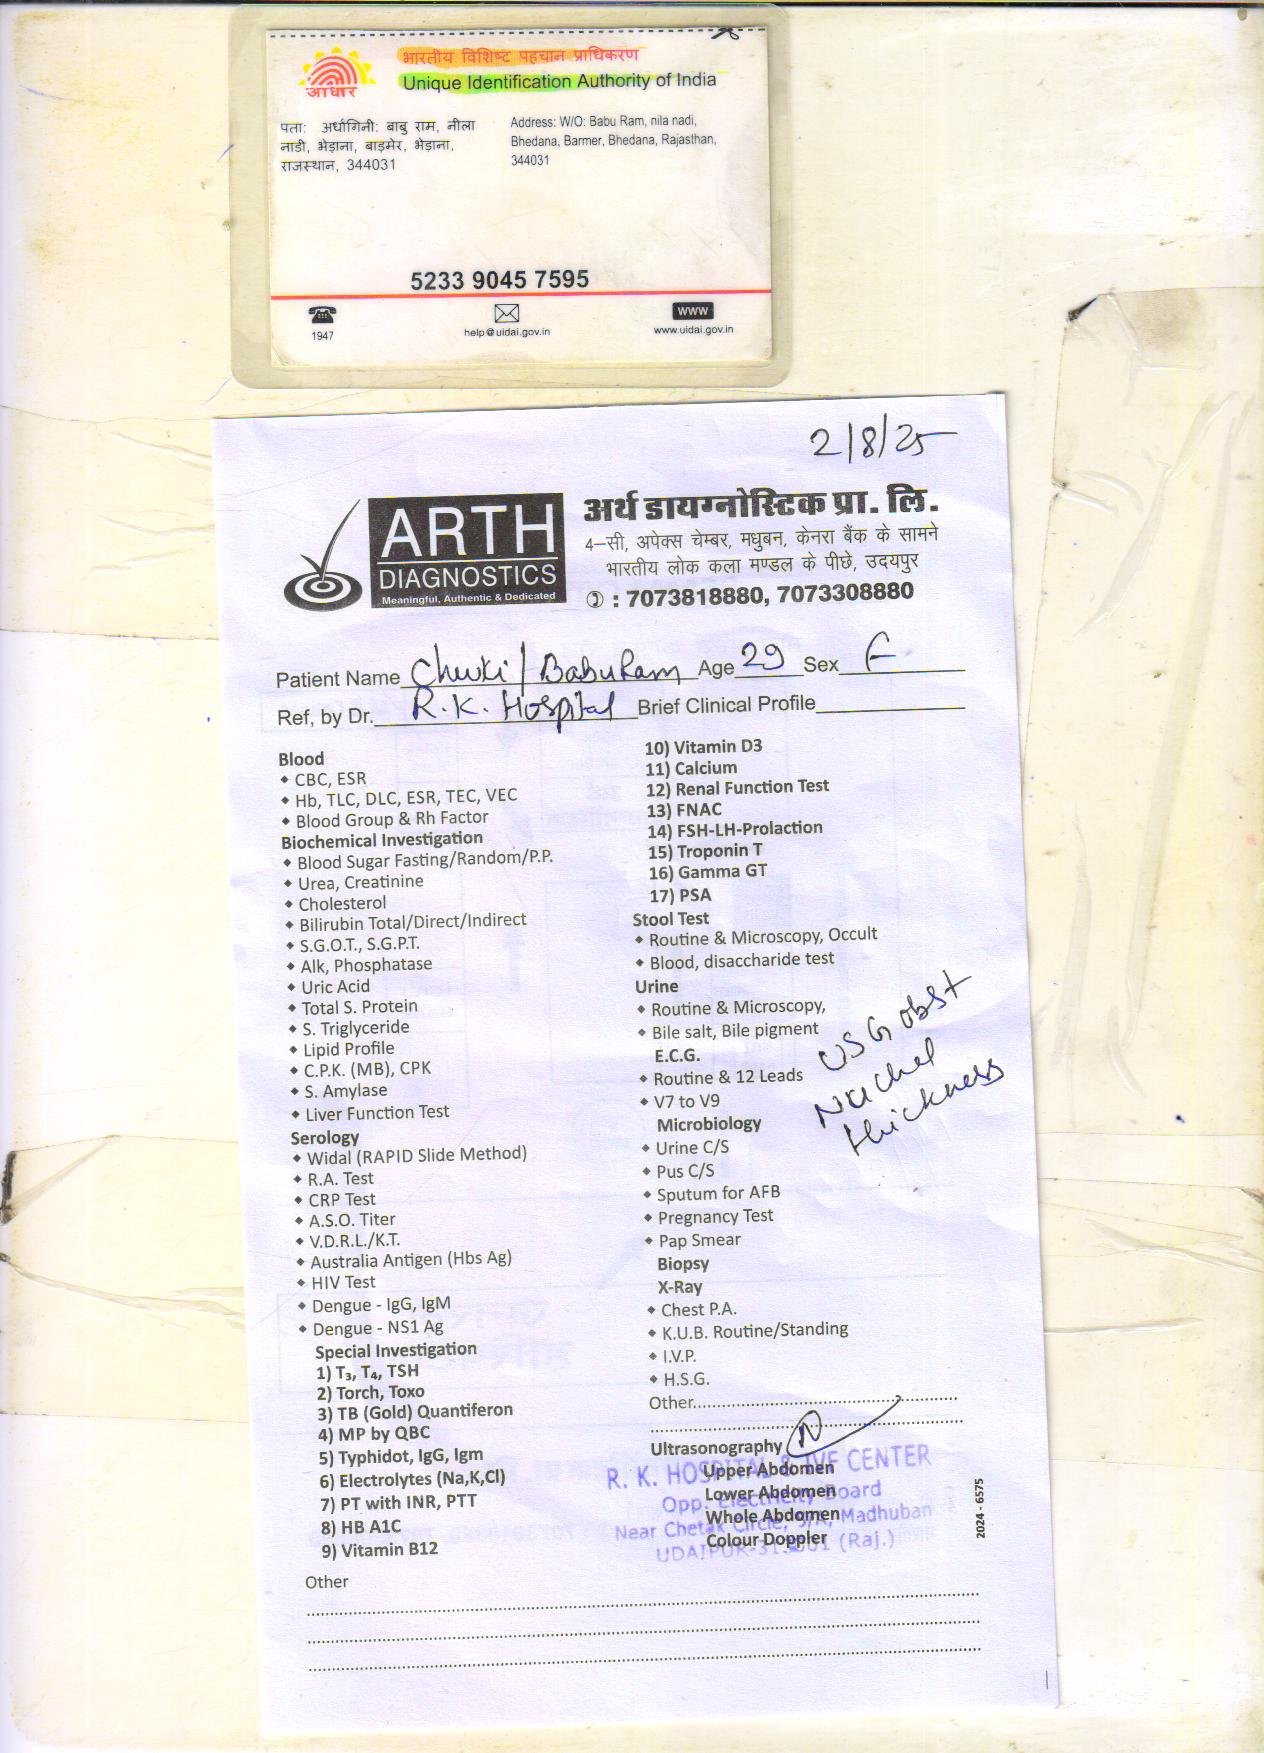 भारतीय विशिष्ट पहचान प्राधिकरण
Unique Identification Authority of India
आधार
पता: अर्धांगिनी: बाबु राम, नीला
नाडी, भेड़ाना, बाड़मेर, भेड़ाना,
राजस्थान, 344031
Address: W/O: Babu Ram, nila nadi,
Bhedana, Barmer, Bhedana, Rajasthan,
344031
5233 9045 7595
1947
help@uidai.gov.in
www
www.uidai.gov.in
2/8/25
ARTH
DIAGNOSTICS
Meaningful, Authentic & Dedicated
अर्थ डायग्नोस्टिक प्रा. लि.
4–सी, अपेक्स चेम्बर, मधुबन, केनरा बैंक के सामने
भारतीय लोक कला मण्डल के पीछे, उदयपुर
: 7073818880, 7073308880
Patient Name Chuki/BabuRam Age 29 Sex F
Ref, by Dr. R.K. Hospital Brief Clinical Profile
Blood
CBC, ESR
Hb, TLC, DLC, ESR, TEC, VEC
Blood Group & Rh Factor
Biochemical Investigation
Blood Sugar Fasting/Random/P.P.
Urea, Creatinine
Cholesterol
Bilirubin Total/Direct/Indirect
S.G.O.T., S.G.P.T.
Alk, Phosphatase
Uric Acid
Total S. Protein
S. Triglyceride
Lipid Profile
C.P.K. (MB), CPK
S. Amylase
Liver Function Test
Serology
Widal (RAPID Slide Method)
R.A. Test
CRP Test
A.S.O. Titer
V.D.R.L./K.T.
Australia Antigen (Hbs Ag)
HIV Test
Dengue - IgG, IgM
Dengue - NS1 Ag
Special Investigation
1) T₃, T₄, TSH
2) Torch, Toxo
3) TB (Gold) Quantiferon
4) MP by QBC
5) Typhidot, IgG, Igm
6) Electrolytes (Na,K,Cl)
7) PT with INR, PTT
8) HB A1C
9) Vitamin B12
10) Vitamin D3
11) Calcium
12) Renal Function Test
13) FNAC
14) FSH-LH-Prolaction
15) Troponin T
16) Gamma GT
17) PSA
Stool Test
Routine & Microscopy, Occult
Blood, disaccharide test
Urine
Routine & Microscopy,
Bile salt, Bile pigment
E.C.G.
Routine & 12 Leads
V7 to V9
Microbiology
Urine C/S
Pus C/S
Sputum for AFB
Pregnancy Test
Pap Smear
Biopsy
X-Ray
Chest P.A.
K.U.B. Routine/Standing
I.V.P.
H.S.G.
Other
USG obst
Nuchel
thickness
Ultrasonography
Upper Abdomen
Lower Abdomen
Whole Abdomen
Colour Doppler
R. K. HOSPITAL & IVF CENTER
Opp. Electricity Board
Near Chetak Circle, Madhuban
UDAIPUR-313001 (Raj.)
2024 - 6575
Other